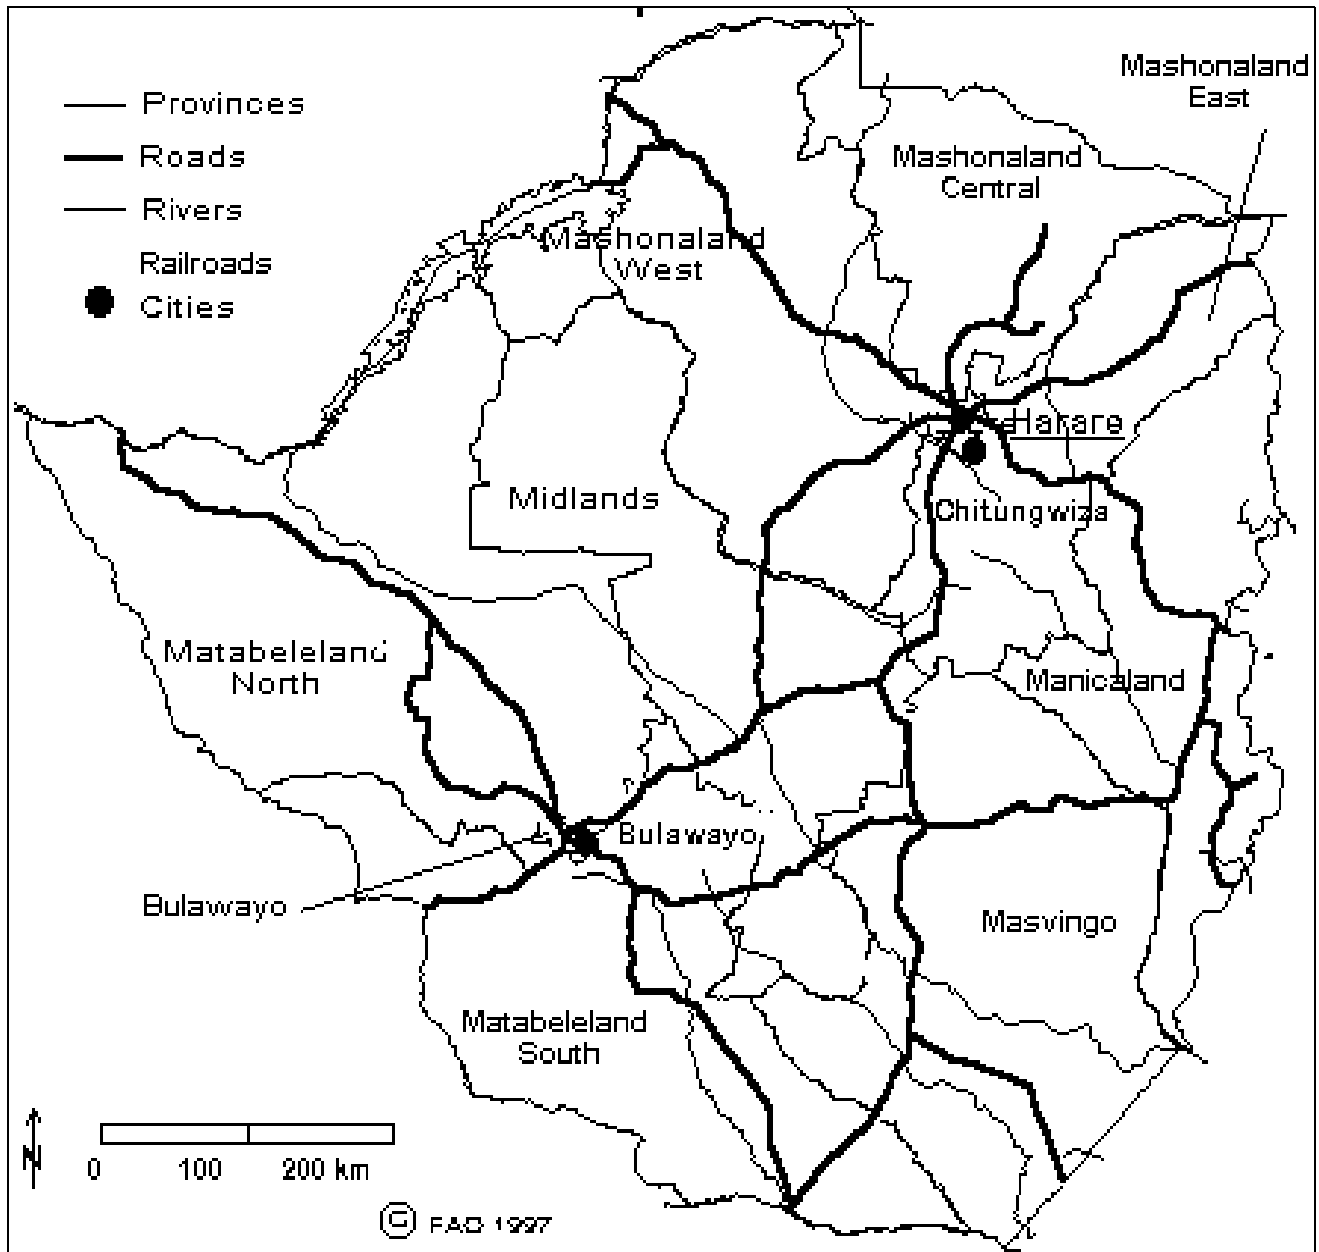 Provinces
Roads
Rivers
Railroads
Cities
Mashonaland
East
Mashonaland
Central
Mashonaland
West
Harare
Chitungwiza
Midlands
Matabeleland
North
Manicaland
Bulawayo
Bulawayo
Masvingo
Matabeleland
South
N
0 100 200 km
© FAO 1997